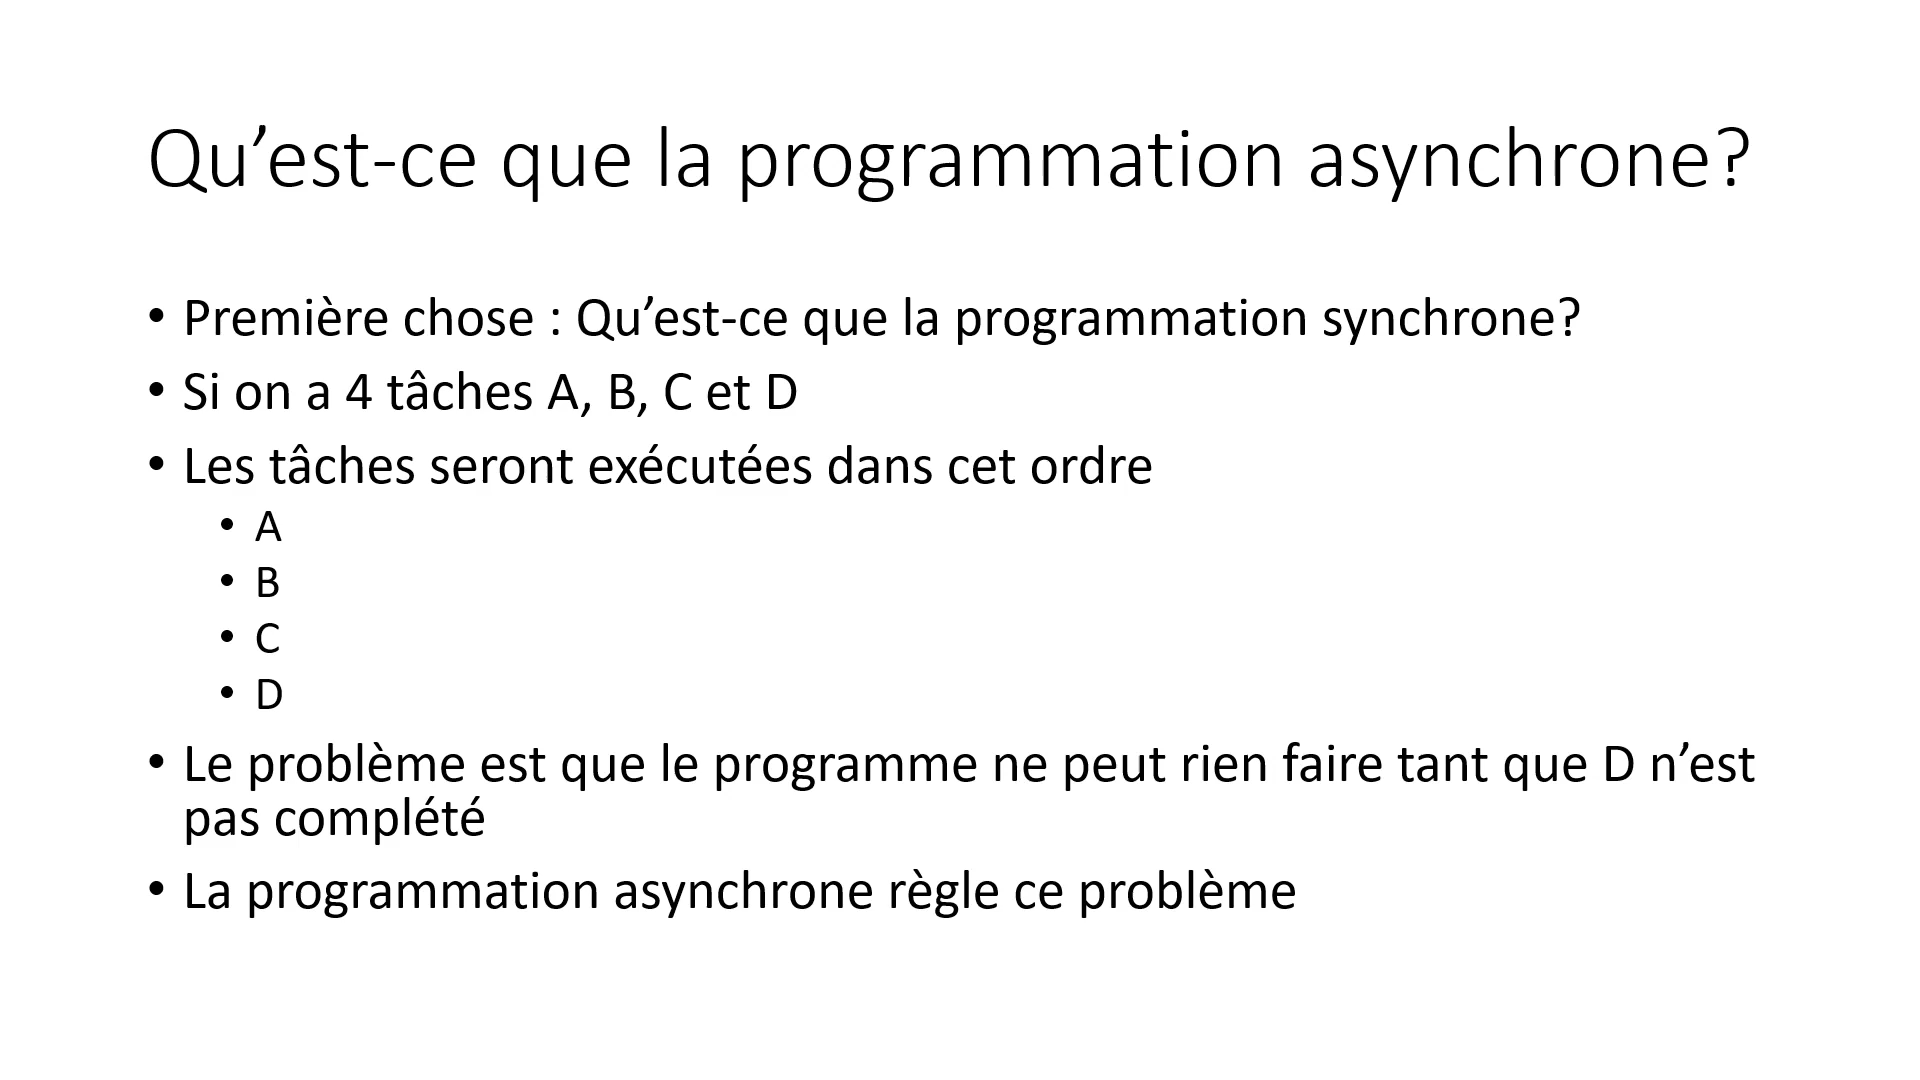 Qu’est-ce que la programmation asynchrone?
• Première chose : Qu’est-ce que la programmation synchrone?
• Si on a 4 tâches A, B, C et D
• Les tâches seront exécutées dans cet ordre
• A
• B
• C
• D
• Le problème est que le programme ne peut rien faire tant que D n’est
pas complété
• La programmation asynchrone règle ce problème